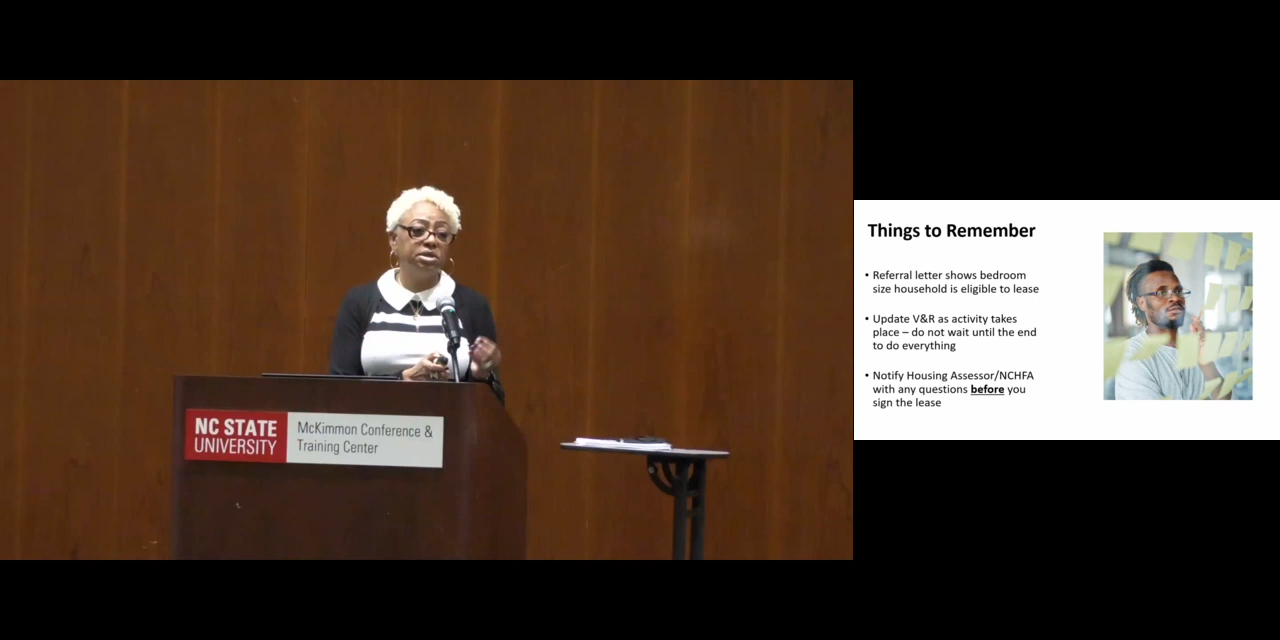 NC STATE
UNIVERSITY
McKimmon Conference &
Training Center
Things to Remember
• Referral letter shows bedroom
size household is eligible to lease
• Update V&R as activity takes
place – do not wait until the end
to do everything
• Notify Housing Assessor/NCHFA
with any questions before you
sign the lease